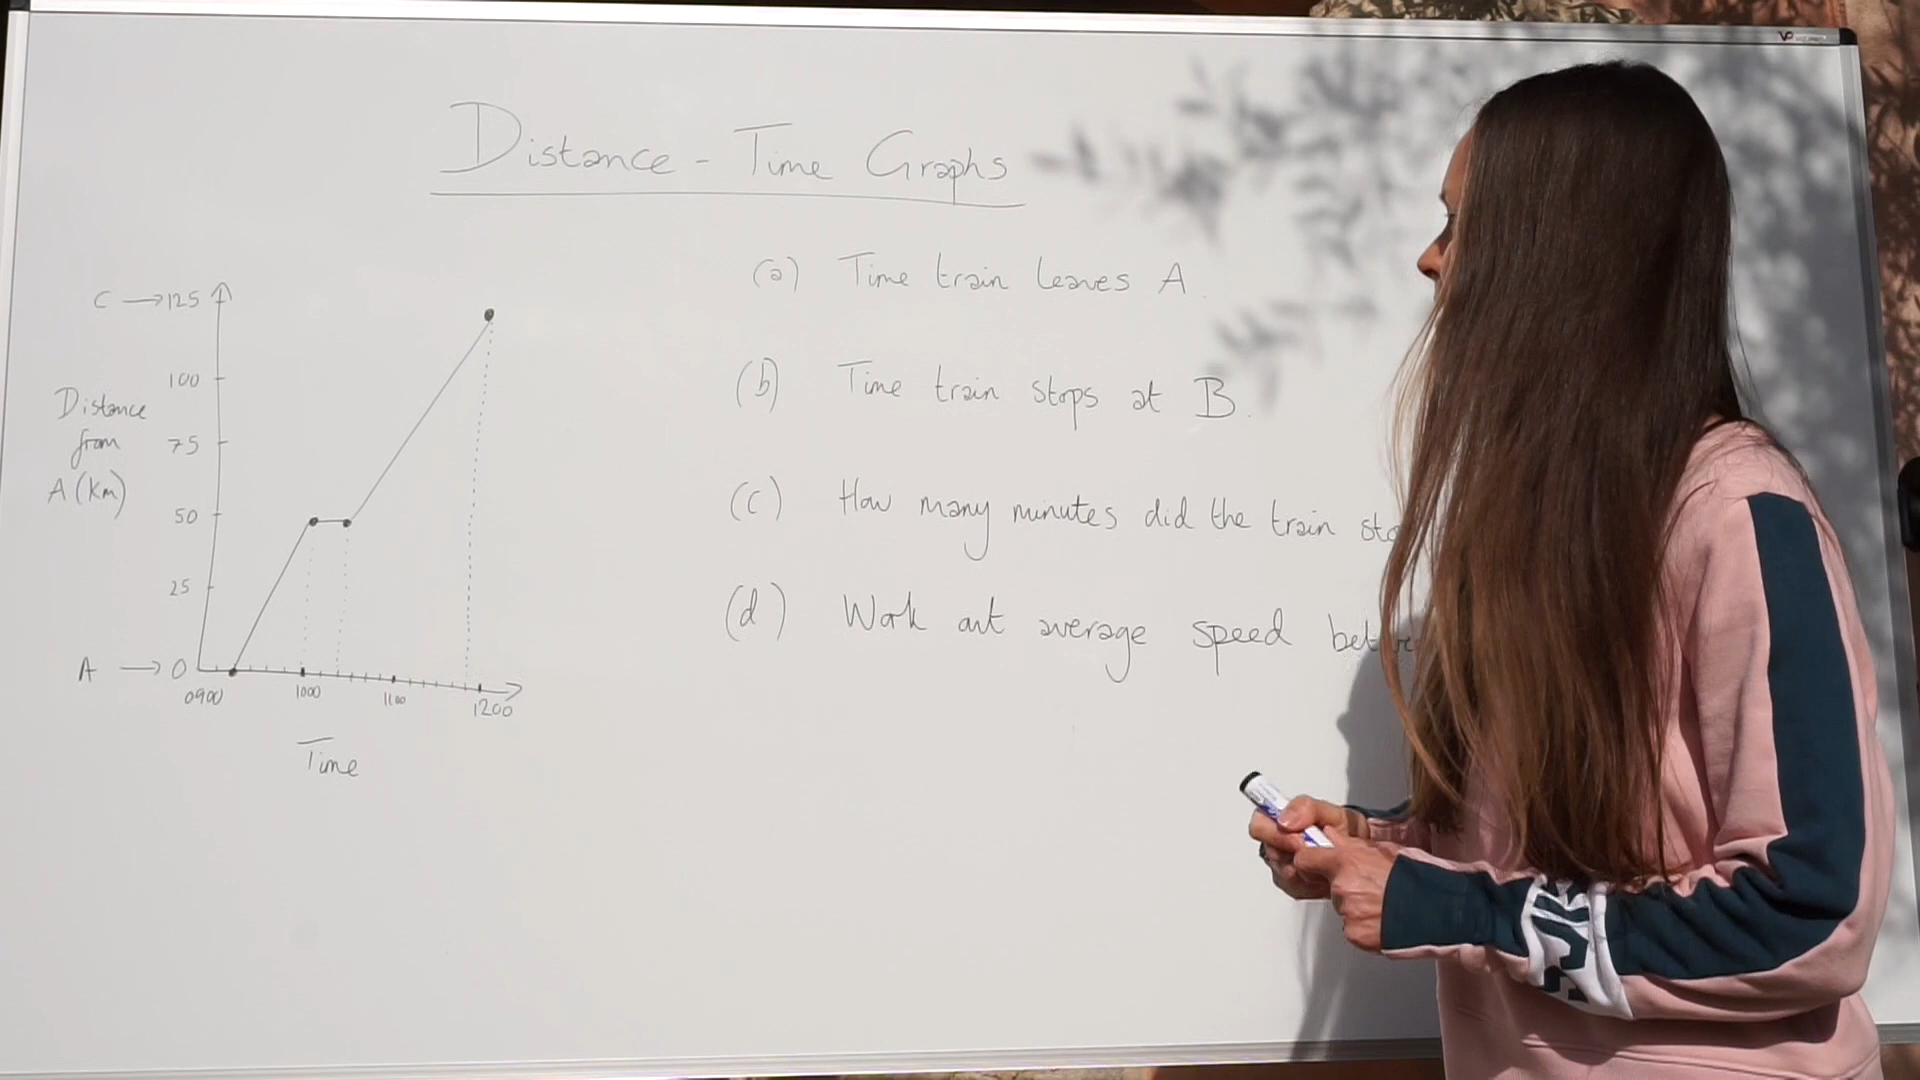 Distance - Time Graphs
C → 125
100
75
50
25
A → 0
Distance
from
A (Km)
0900 1000 1100 1200
Time
(a) Time train leaves A.
(b) Time train stops at B.
(c) How many minutes did the train
(d) Work out average speed